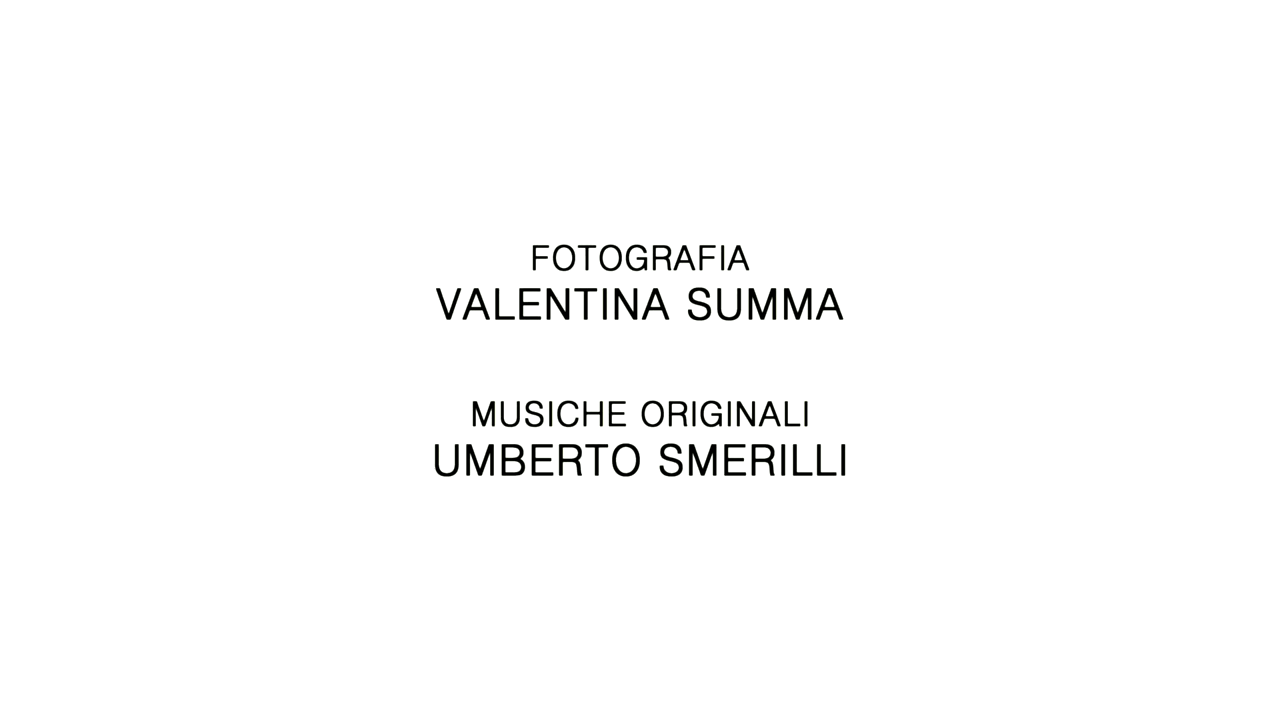 FOTOGRAFIA
VALENTINA SUMMA
MUSICHE ORIGINALI
UMBERTO SMERILLI